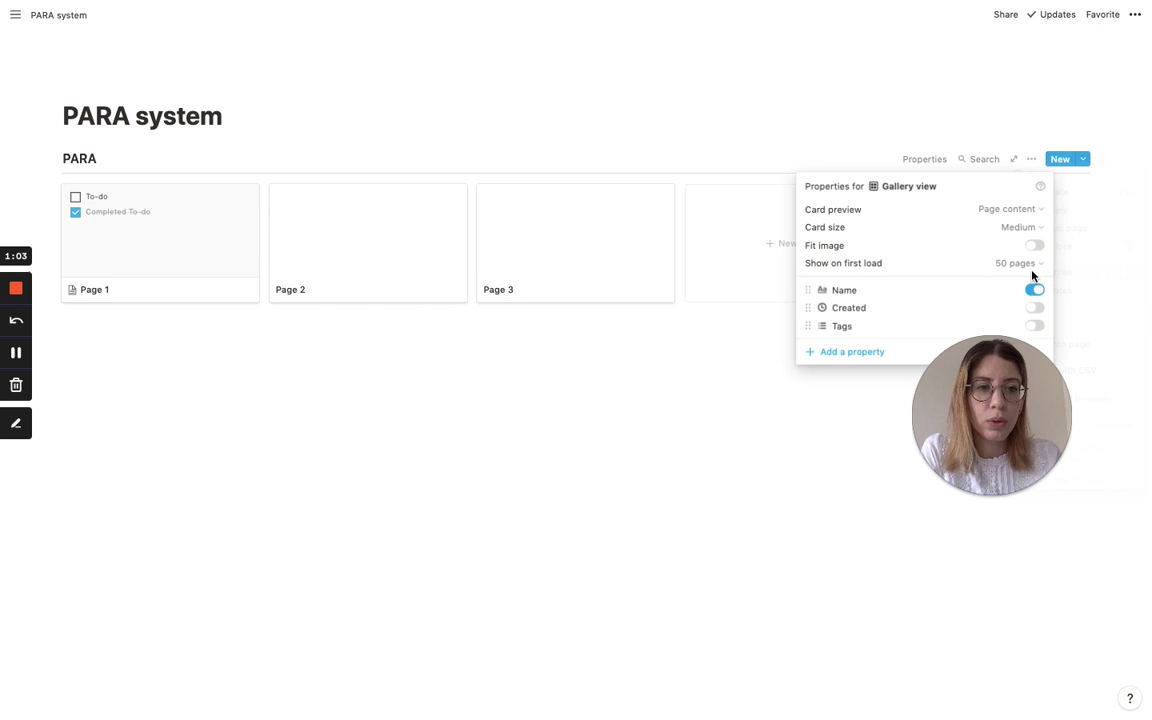 PARA system
Share
Updates
Favorite
PARA system
PARA
Properties
Search
New
To-do
Completed To-do
Page 1
Page 2
Page 3
+ New
Properties for Gallery view
Card preview
Page content
Card size
Medium
Fit image
Show on first load
50 pages
Name
Created
Tags
+ Add a property
1:03
?